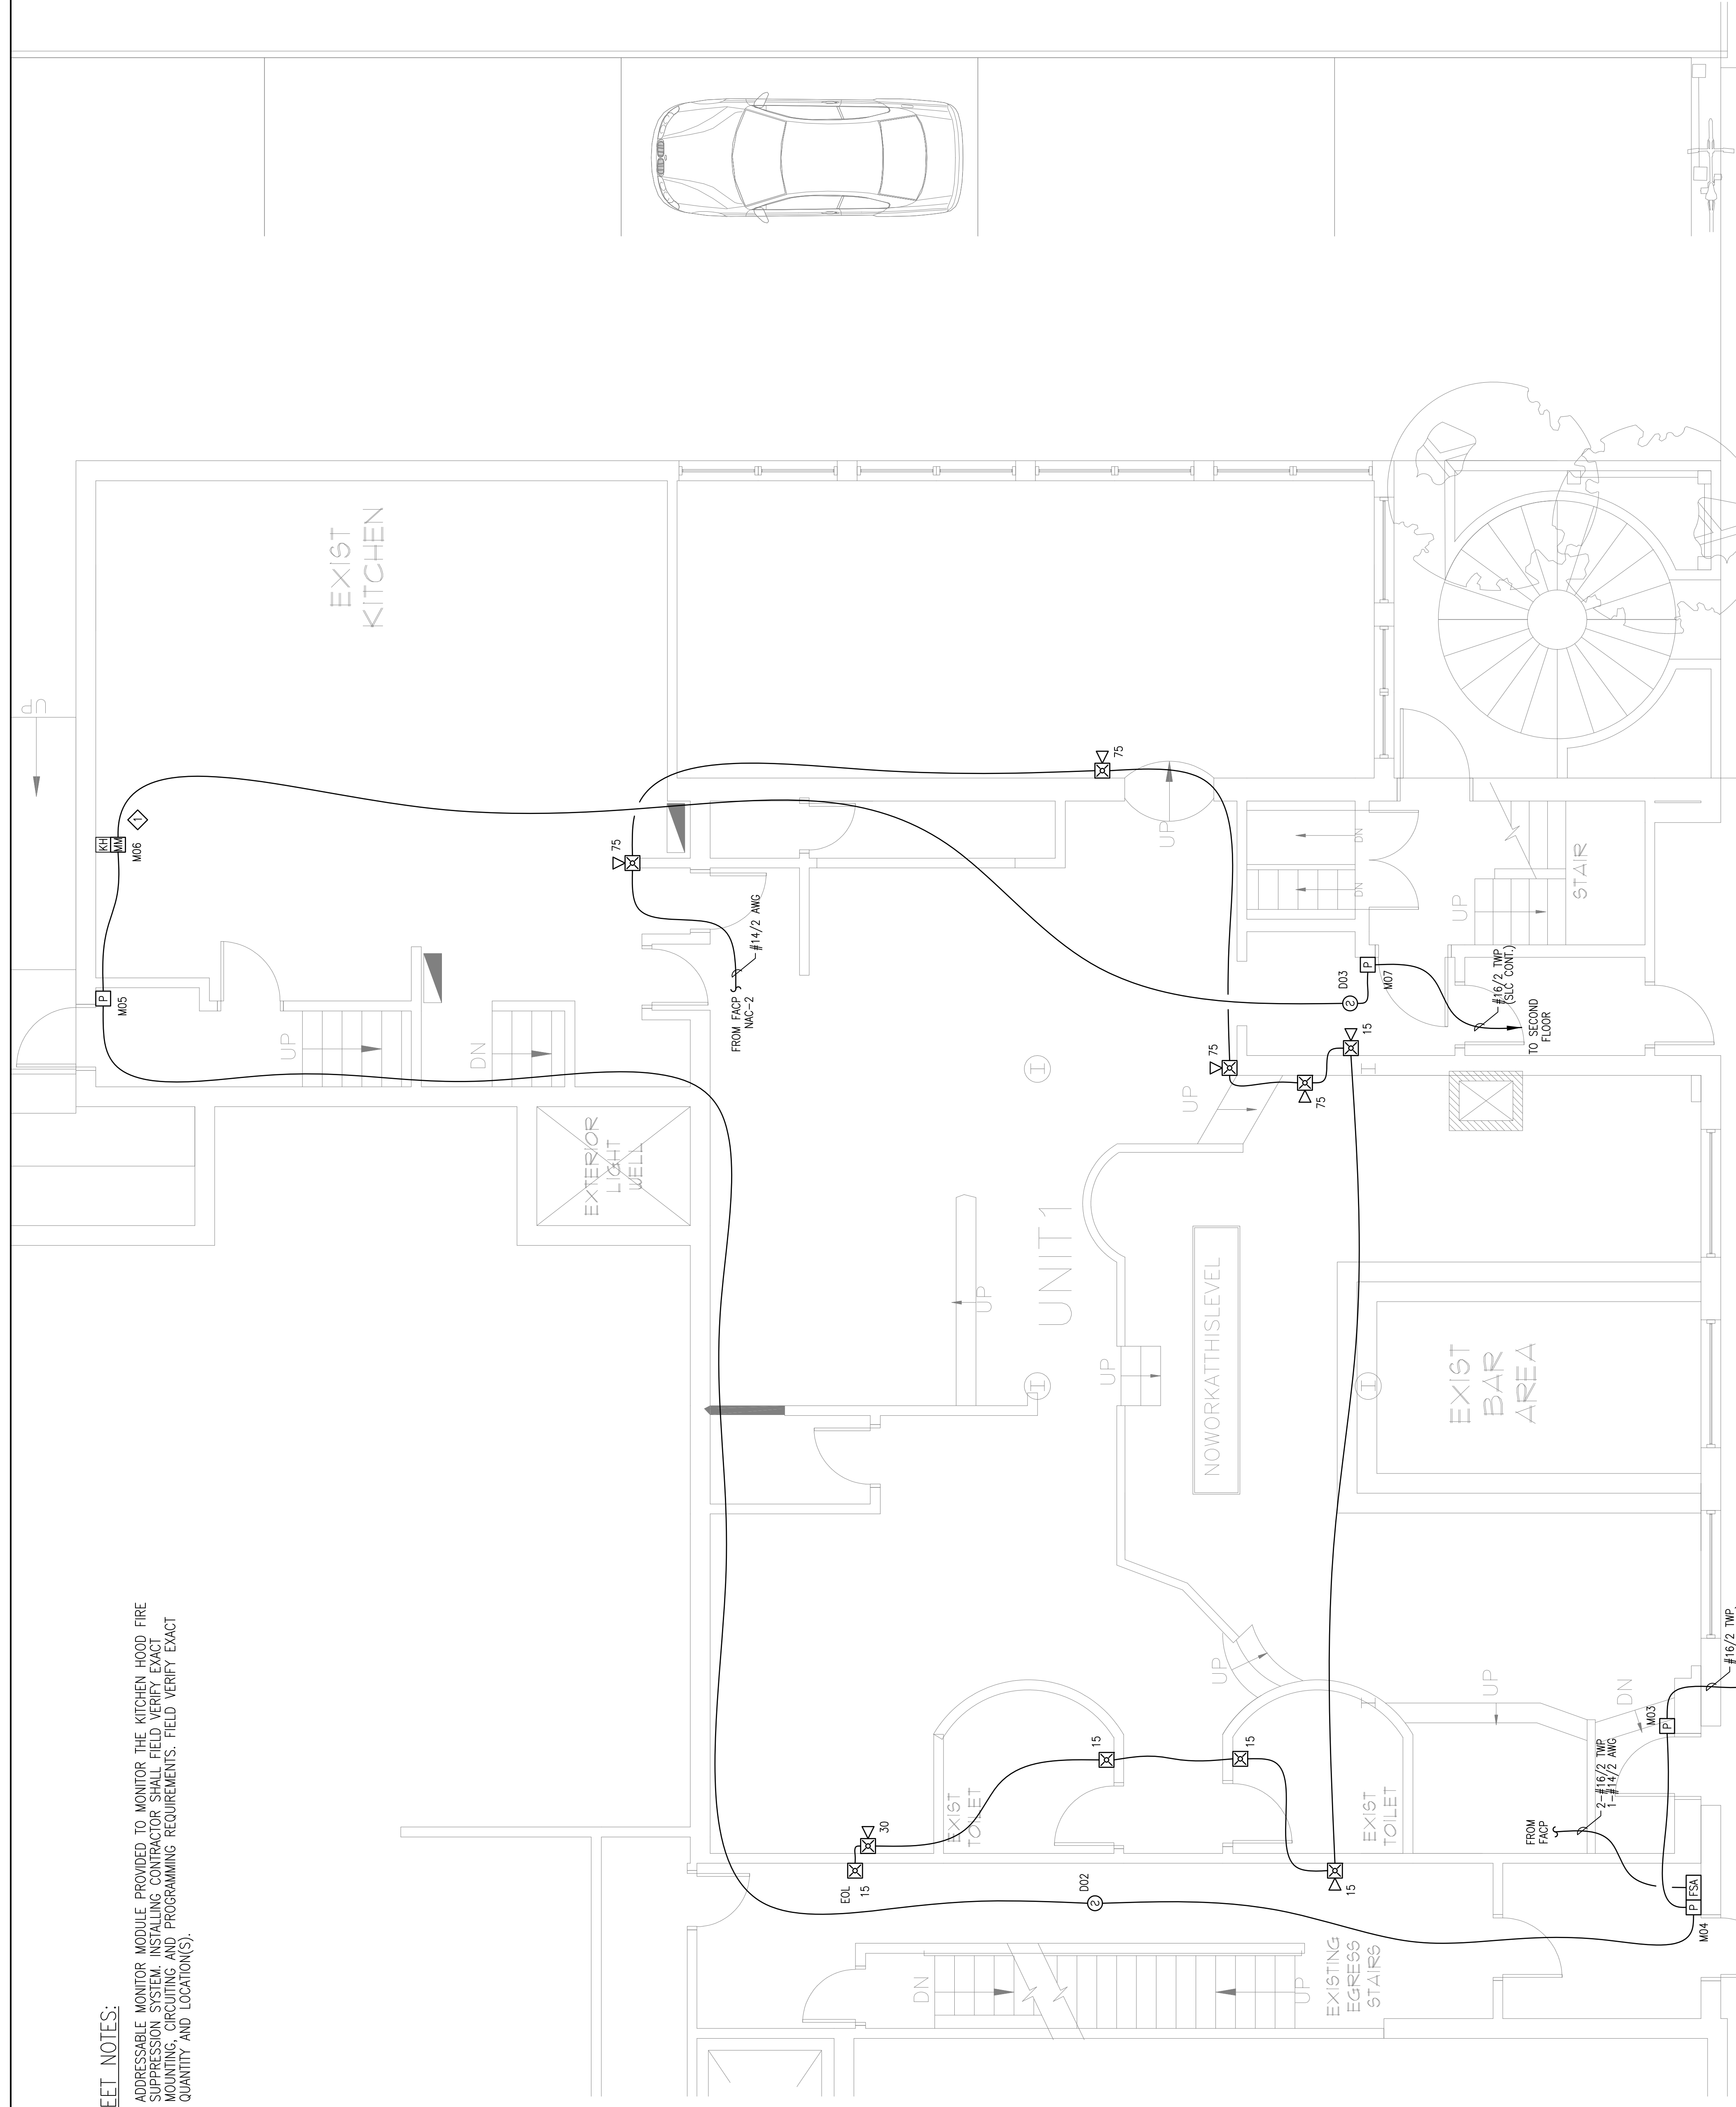 EET NOTES:
ADDRESSABLE MONITOR MODULE PROVIDED TO MONITOR THE KITCHEN HOOD FIRE
SUPPRESSION SYSTEM. INSTALLING CONTRACTOR SHALL FIELD VERIFY EXACT
MOUNTING, CIRCUITING AND PROGRAMMING REQUIREMENTS. FIELD VERIFY EXACT
QUANTITY AND LOCATION(S).
UP
EXIST
KITCHEN
KH
MM
M06
1
P
M05
UP
DN
75
#14/2 AWG
FROM FACP
NAC-2
75
UP
EXTERIOR
LIGHT
WELL
DN
DN
UP
STAIR
D03
2
P
M07
#16/2 TWP
(SLC CONT.)
TO SECOND
FLOOR
75
75
15
I
I
UP
UNIT1
UP
UP
NOWORKATTHISLEVEL
I
I
EXIST
BAR
AREA
UP
I
UP
DN
EXIST
TOILET
15
15
EXIST
TOILET
30
EOL
15
15
D02
2
M03
P
#16/2 TWP
2-#16/2 TWP
1-#14/2 AWG
FROM
FACP
P
FSA
M04
DN
UP
EXISTING
EGRESS
STAIRS